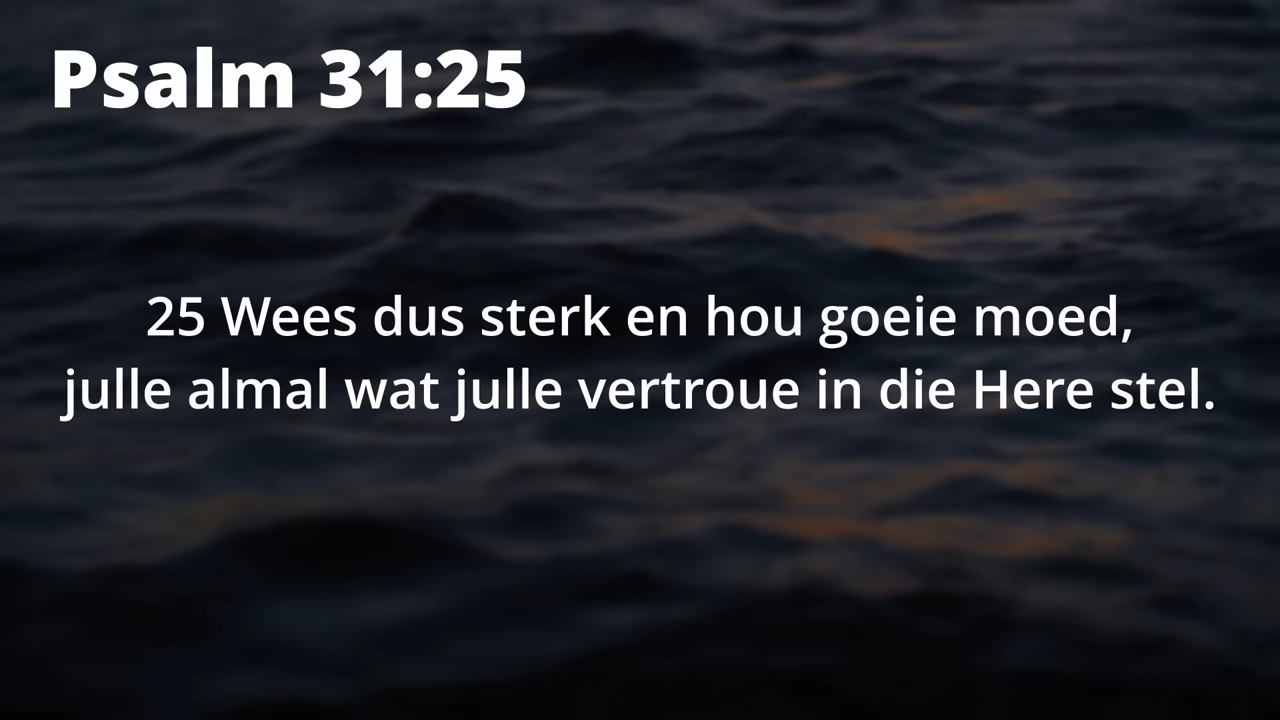 Psalm 31:25
25 Wees dus sterk en hou goeie moed,
julle almal wat julle vertroue in die Here stel.